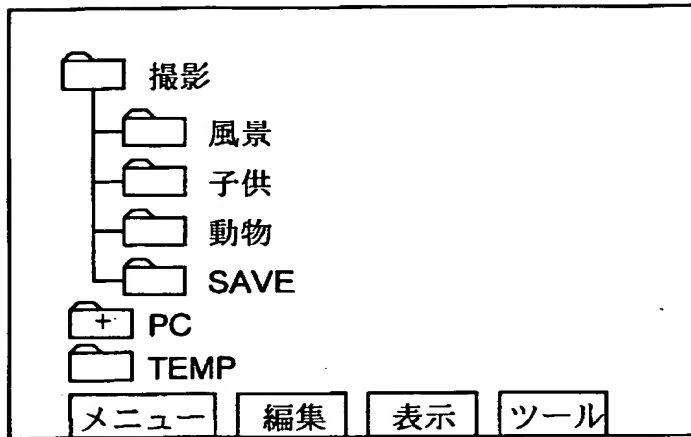 撮影
風景
子供
動物
SAVE
+ PC
TEMP
メニュー 編集 表示 ツール